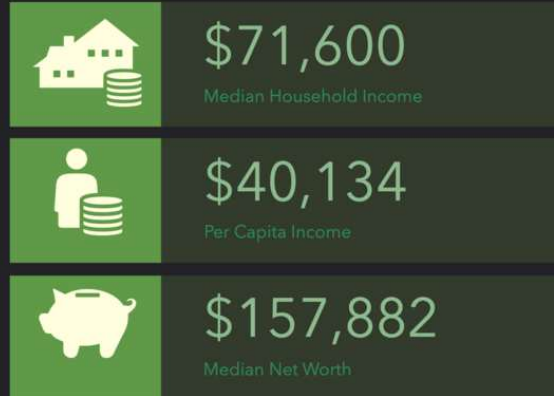 $71,600
Median Household Income
$40,134
Per Capita Income
$157,882
Median Net Worth